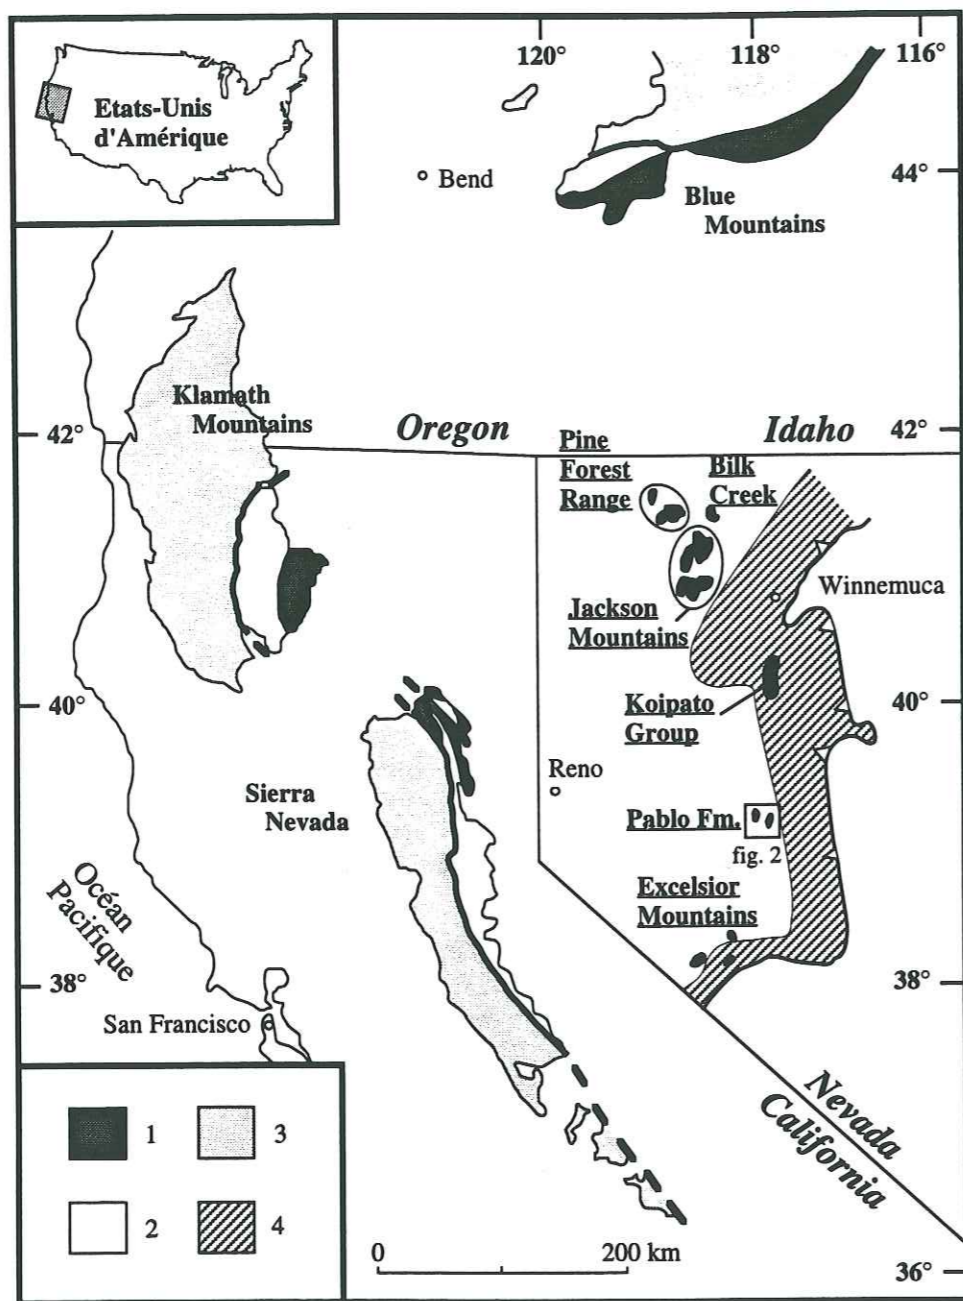 120°
118°
116°
Etats-Unis
d'Amérique
Bend
44°
Blue
Mountains
Klamath
Mountains
42°
Oregon
Idaho
42°
Pine
Forest
Range
Bilk
Creek
Winnemuca
Jackson
Mountains
40°
Koipato
Group
40°
Reno
Sierra
Nevada
Pablo Fm.
fig. 2
Océan
Pacifique
Excelsior
Mountains
38°
38°
San Francisco
Nevada
California
1
3
2
4
0
200 km
36°